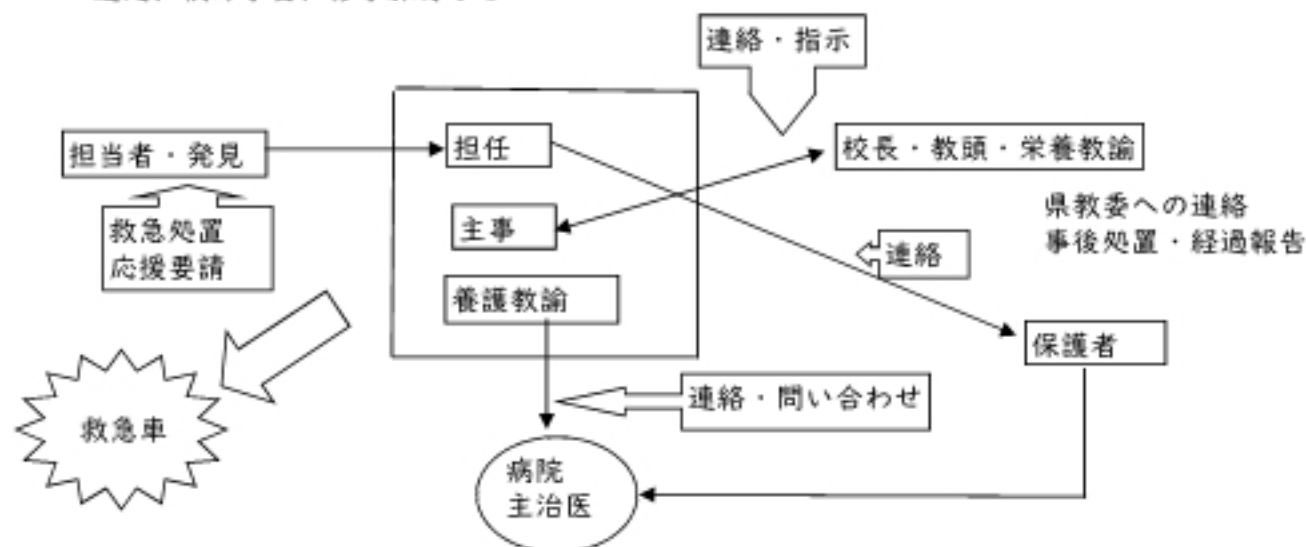 連絡・指示
担当者・発見
担任
校長・教頭・栄養教諭
救急処置
応援要請
主事
県教委への連絡
事後処置・経過報告
連絡
養護教諭
保護者
連絡・問い合わせ
救急車
病院
主治医